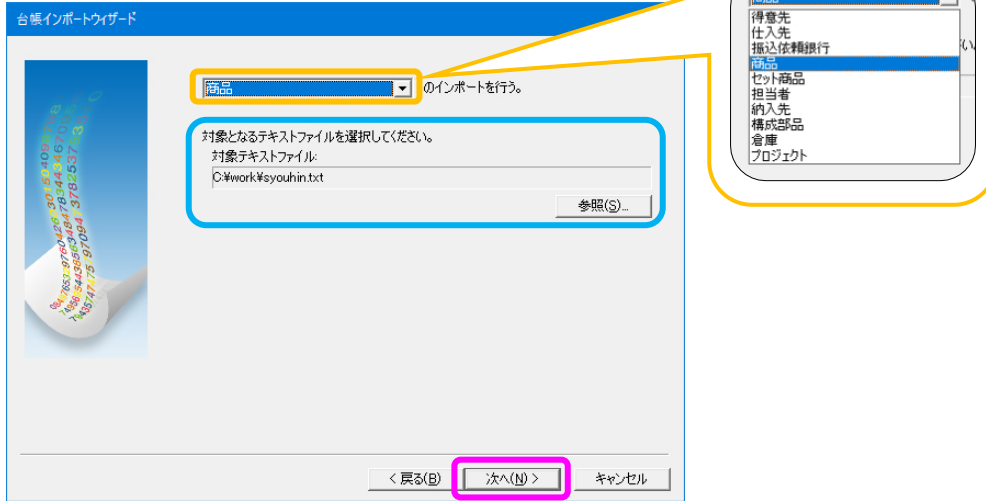 台帳インポートウィザード
商品 のインポートを行う。
対象となるテキストファイルを選択してください。
対象テキストファイル:
C:¥work¥syouhin.txt
参照(S)...
< 戻る(B)
次へ(N) >
キャンセル
商品
得意先
仕入先
振込依頼銀行
商品
セット商品
担当者
納入先
構成部品
倉庫
プロジェクト